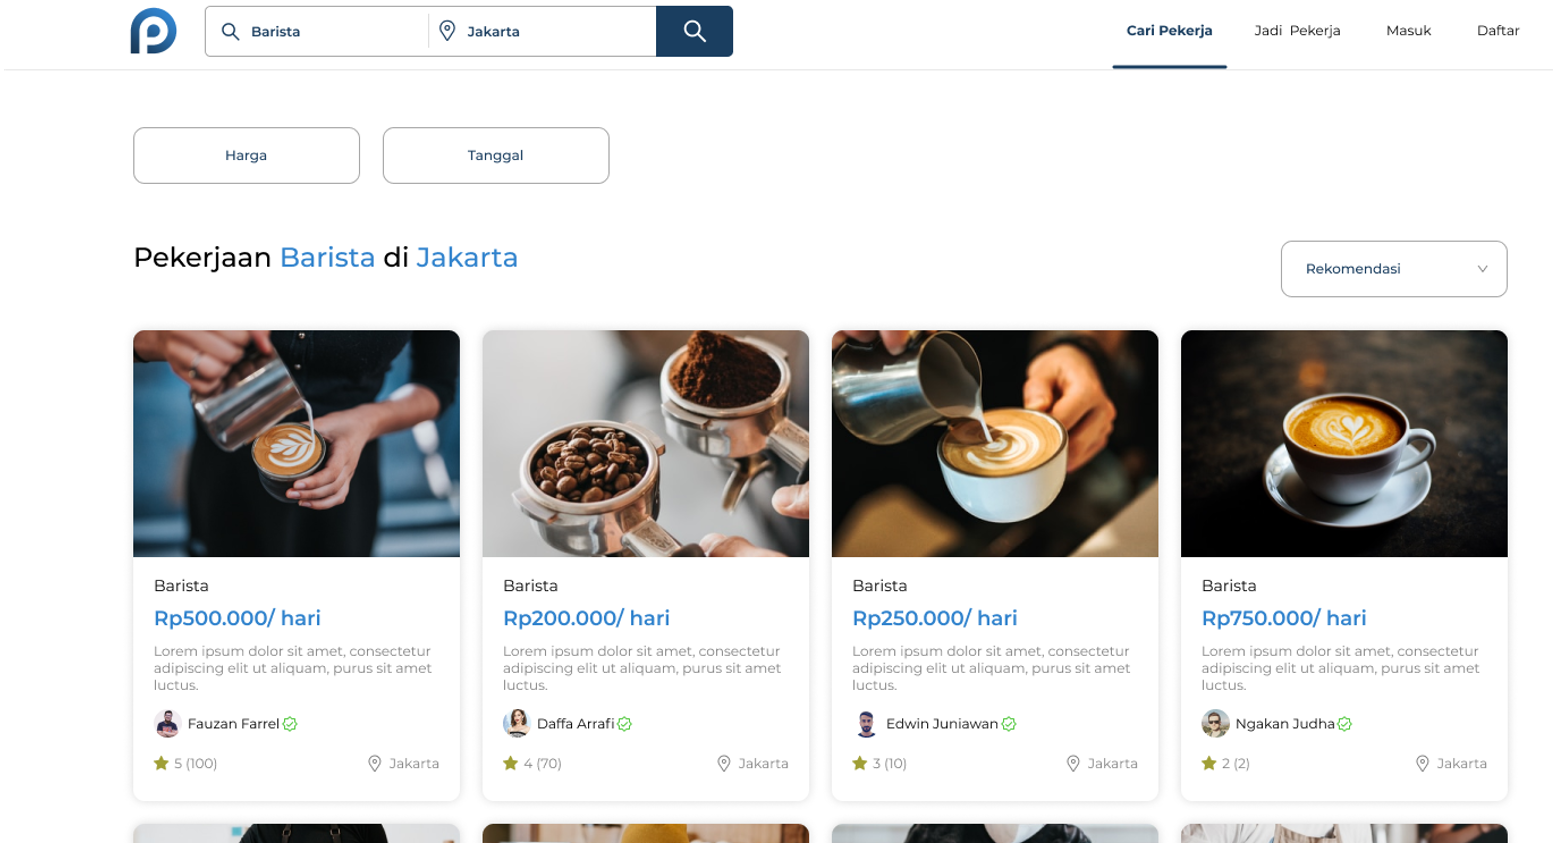 Barista
Jakarta
Cari Pekerja
Jadi Pekerja
Masuk
Daftar
Harga
Tanggal
Pekerjaan Barista di Jakarta
Rekomendasi
Barista
Rp500.000/ hari
Lorem ipsum dolor sit amet, consectetur
adipiscing elit ut aliquam, purus sit amet
luctus.
Fauzan Farrel
5 (100)
Jakarta
Barista
Rp200.000/ hari
Lorem ipsum dolor sit amet, consectetur
adipiscing elit ut aliquam, purus sit amet
luctus.
Daffa Arrafi
4 (70)
Jakarta
Barista
Rp250.000/ hari
Lorem ipsum dolor sit amet, consectetur
adipiscing elit ut aliquam, purus sit amet
luctus.
Edwin Juniawan
3 (10)
Jakarta
Barista
Rp750.000/ hari
Lorem ipsum dolor sit amet, consectetur
adipiscing elit ut aliquam, purus sit amet
luctus.
Ngakan Judha
2 (2)
Jakarta